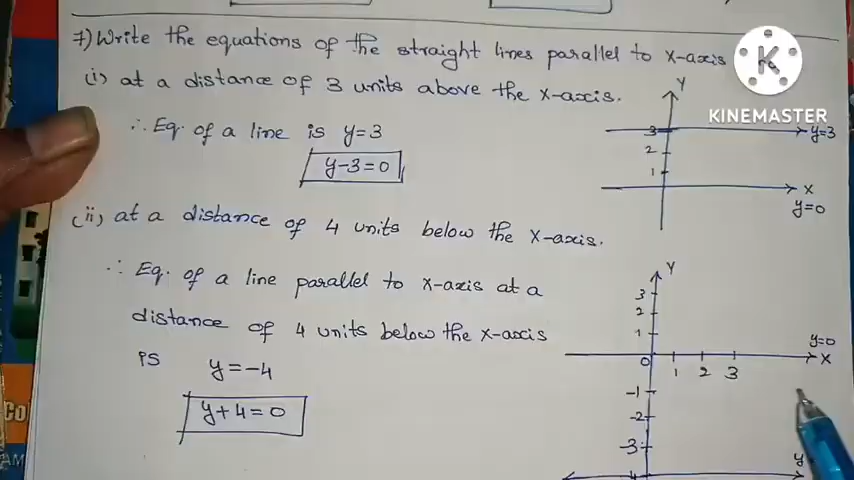 7) Write the equations of the straight lines parallel to x-axis
(i) at a distance of 3 units above the x-axis.
∴ Eq. of a line is y=3
y-3=0
Y
3
y=3
2
1
X
y=0
(ii) at a distance of 4 units below the x-axis.
∴ Eq. of a line parallel to x-axis at a
distance of 4 units below the x-axis
is y=-4
y+4=0
Y
3
2
1
y=0
0
X
1 2 3
-1
-2
-3
4
y
K
KINEMASTER
Co
AM